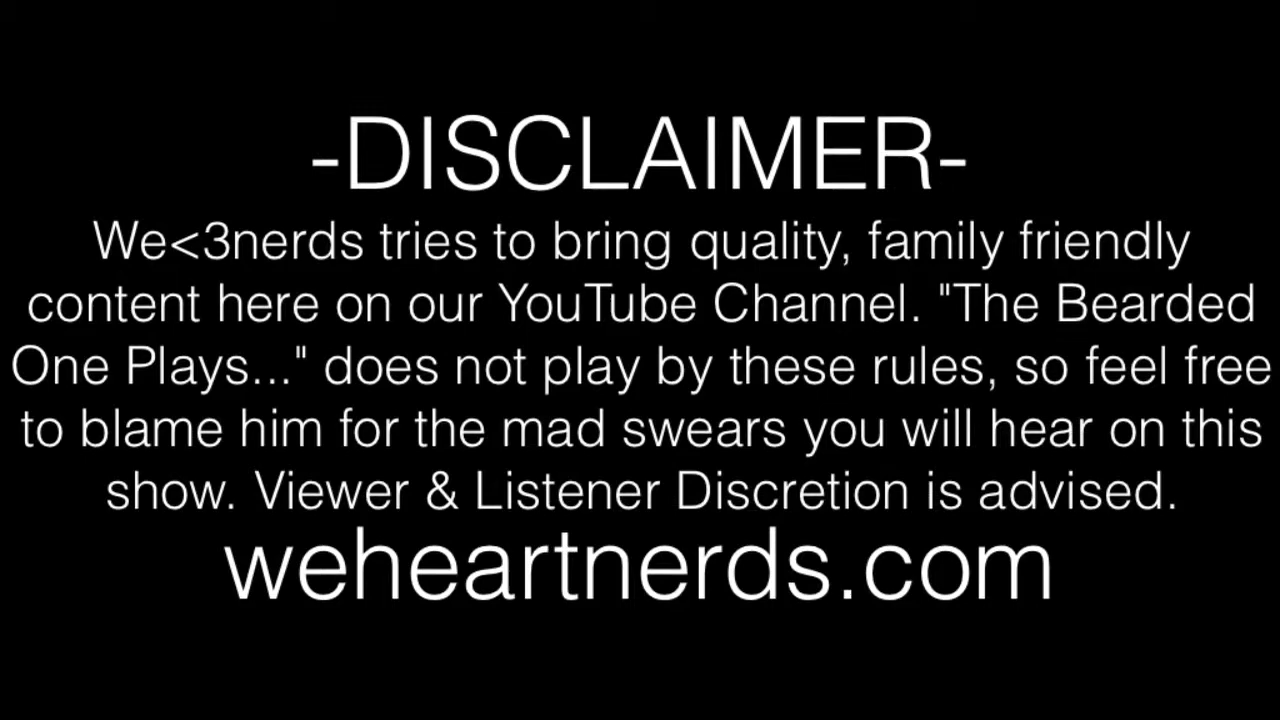 -DISCLAIMER-
We<3nerds tries to bring quality, family friendly
content here on our YouTube Channel. "The Bearded
One Plays..." does not play by these rules, so feel free
to blame him for the mad swears you will hear on this
show. Viewer & Listener Discretion is advised.
weheartnerds.com